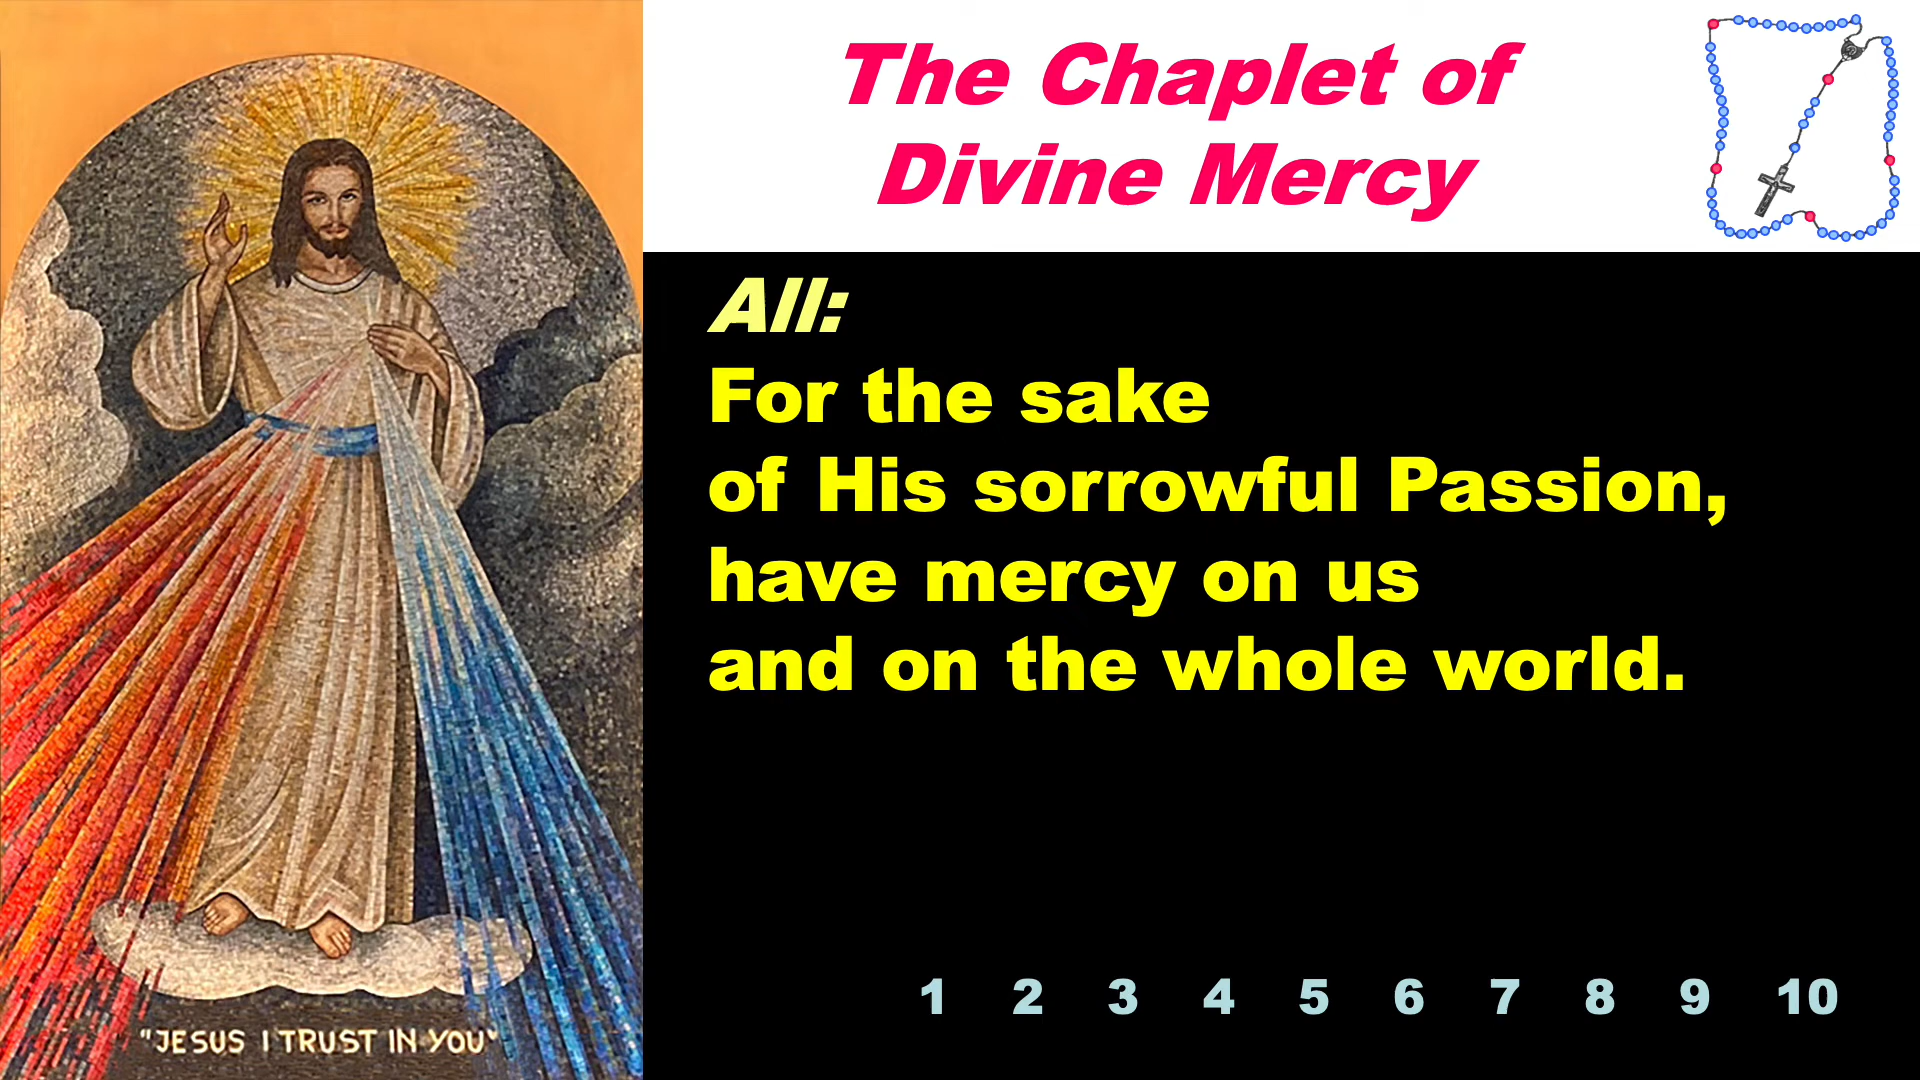 The Chaplet of
Divine Mercy
All:
For the sake
of His sorrowful Passion,
have mercy on us
and on the whole world.
1 2 3 4 5 6 7 8 9 10
"JESUS I TRUST IN YOU"